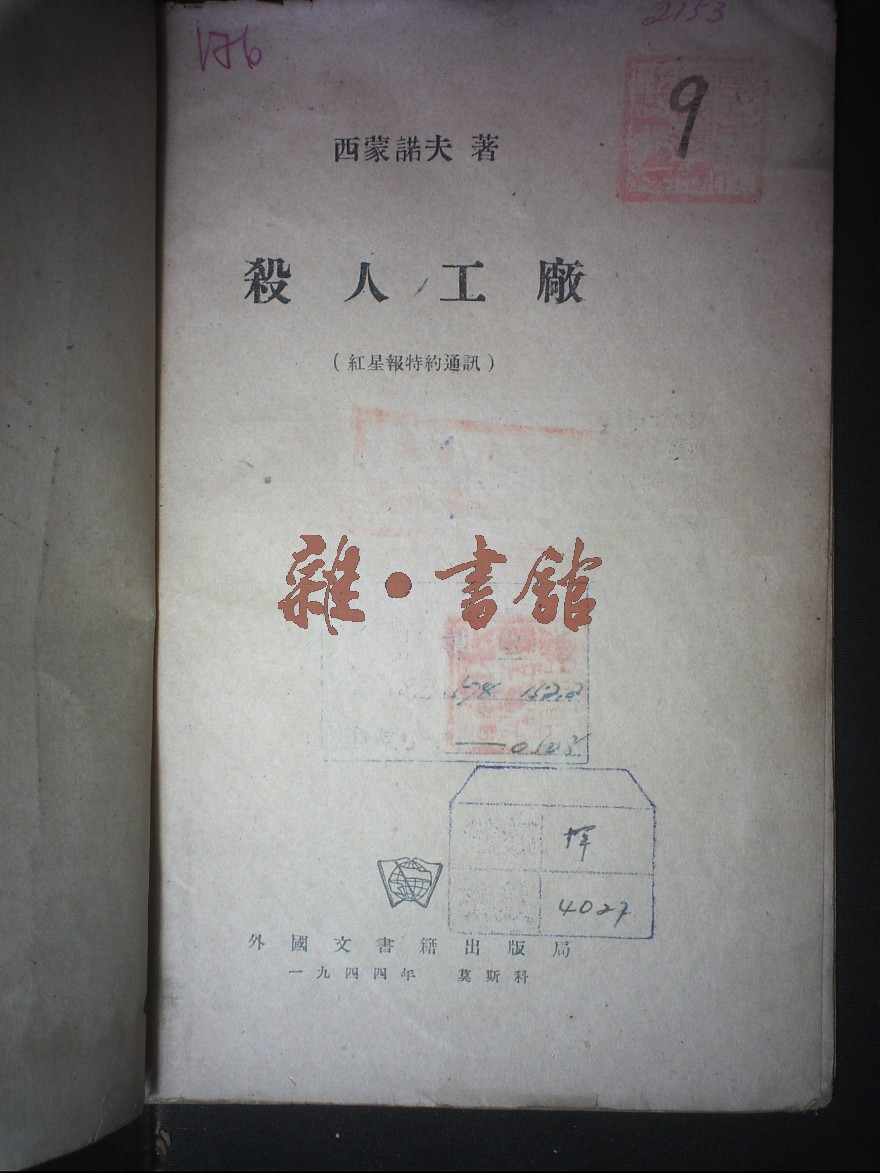 176
2153
9
西蒙諾夫 著
殺人工廠
(紅星報特約通訊)
雜·書館
4027
外國文書籍出版局
一九四四年 莫斯科